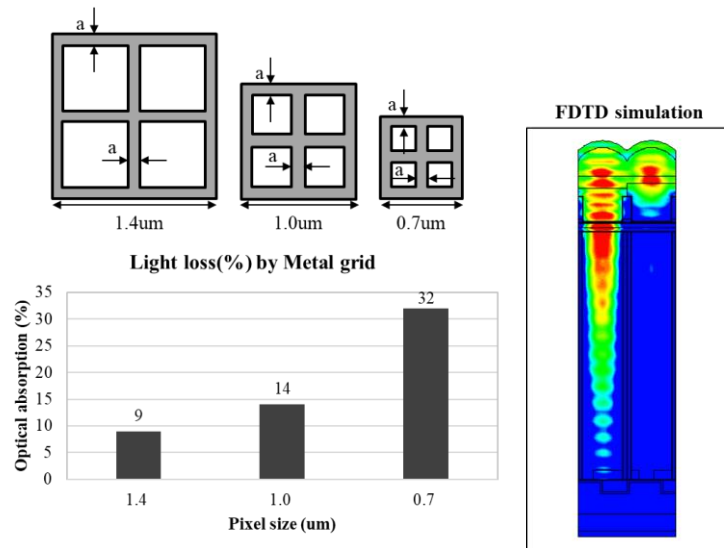 a
a
a
a
a
a
1.4um
1.0um
0.7um
FDTD simulation
Light loss(%) by Metal grid
Optical absorption (%)
35
30
25
20
15
10
5
0
9
14
32
1.4
1.0
0.7
Pixel size (um)